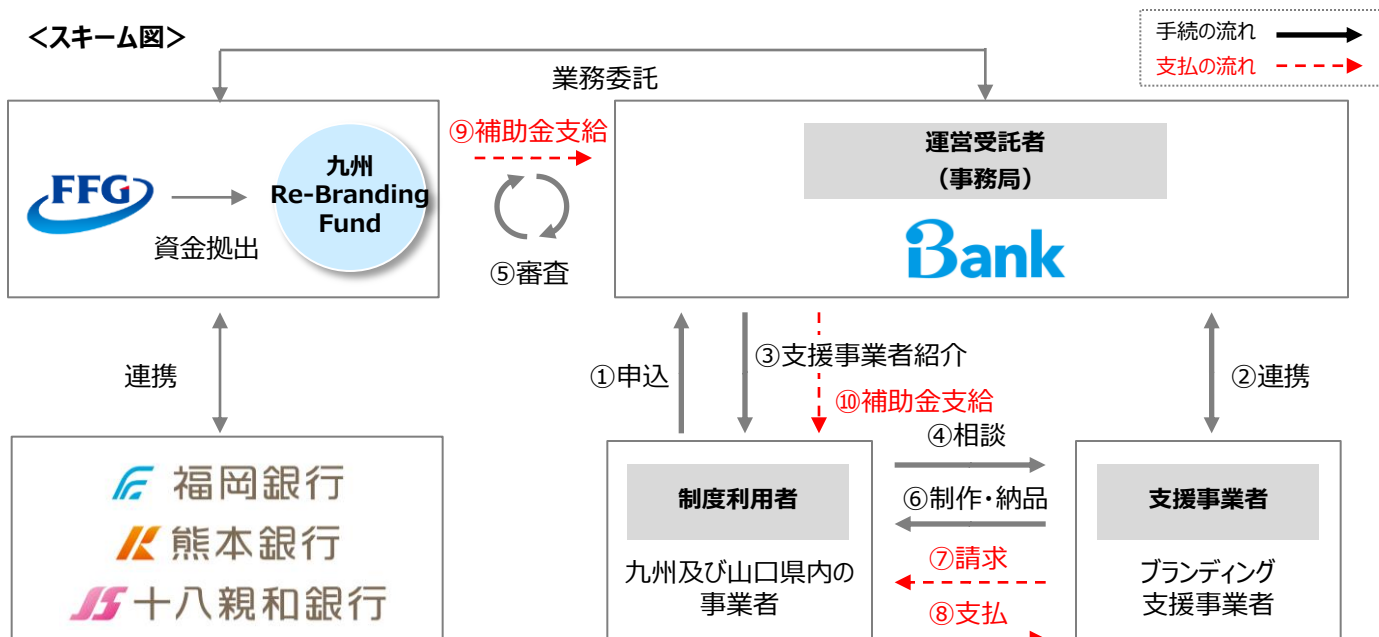 <スキーム図>
手続の流れ
支払の流れ
業務委託
FFG
資金拠出
九州
Re-Branding
Fund
⑨補助金支給
⑤審査
運営受託者
（事務局）
iBank
連携
①申込
③支援事業者紹介
⑩補助金支給
②連携
福岡銀行
熊本銀行
十八親和銀行
制度利用者
九州及び山口県内の
事業者
④相談
⑥制作・納品
⑦請求
⑧支払
支援事業者
ブランディング
支援事業者